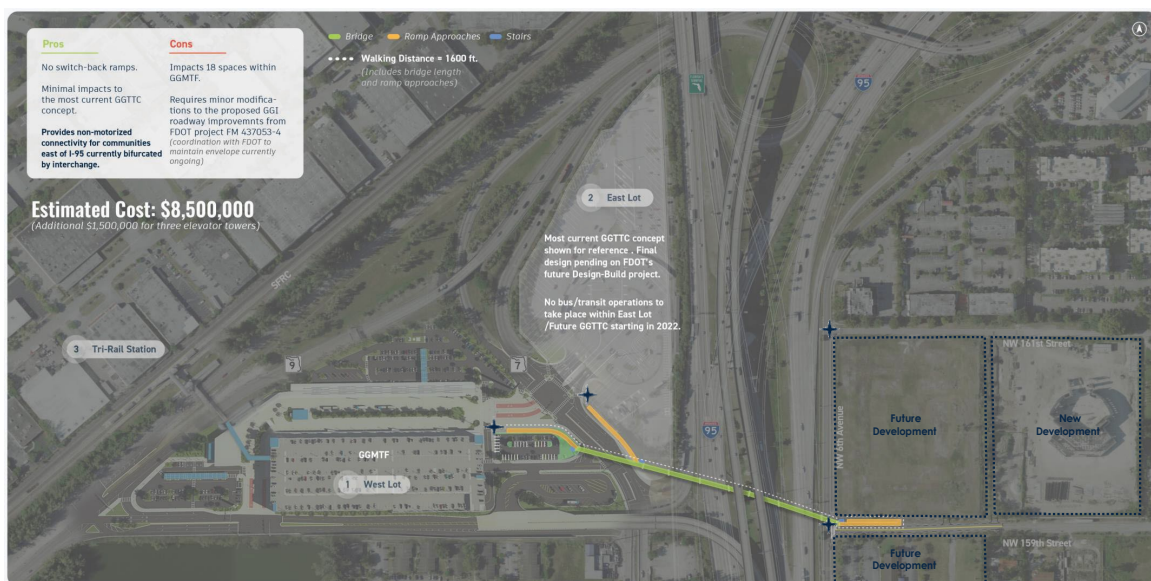 Pros
No switch-back ramps.
Minimal impacts to
the most current GGTTC
concept.
Provides non-motorized
connectivity for communities
east of I-95 currently bifurcated
by interchange.
Cons
Impacts 18 spaces within
GGMTF.
Requires minor modifica-
tions to the proposed GGI
roadway improvemnts from
FDOT project FM 437053-4
(coordination with FDOT to
maintain envelope currently
ongoing)
Bridge
Ramp Approaches
Stairs
Walking Distance = 1600 ft.
(Includes bridge length
and ramp approaches)
Estimated Cost: $8,500,000
(Additional $1,500,000 for three elevator towers)
95
2 East Lot
Most current GGTTC concept
shown for reference . Final
design pending on FDOT's
future Design-Build project.
No bus/transit operations to
take place within East Lot
/Future GGTTC starting in 2022.
SFRC
3 Tri-Rail Station
9
7
95
NW 161st Street
NW 6th Avenue
Future
Development
New
Development
GGMTF
1 West Lot
NW 159th Street
Future
Development